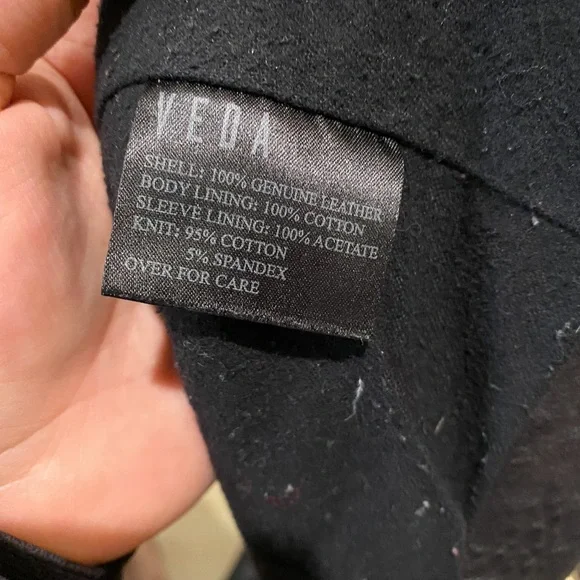 VEDA
SHELL: 100% GENUINE LEATHER
BODY LINING: 100% COTTON
SLEEVE LINING: 100% ACETATE
KNIT: 95% COTTON
5% SPANDEX
OVER FOR CARE